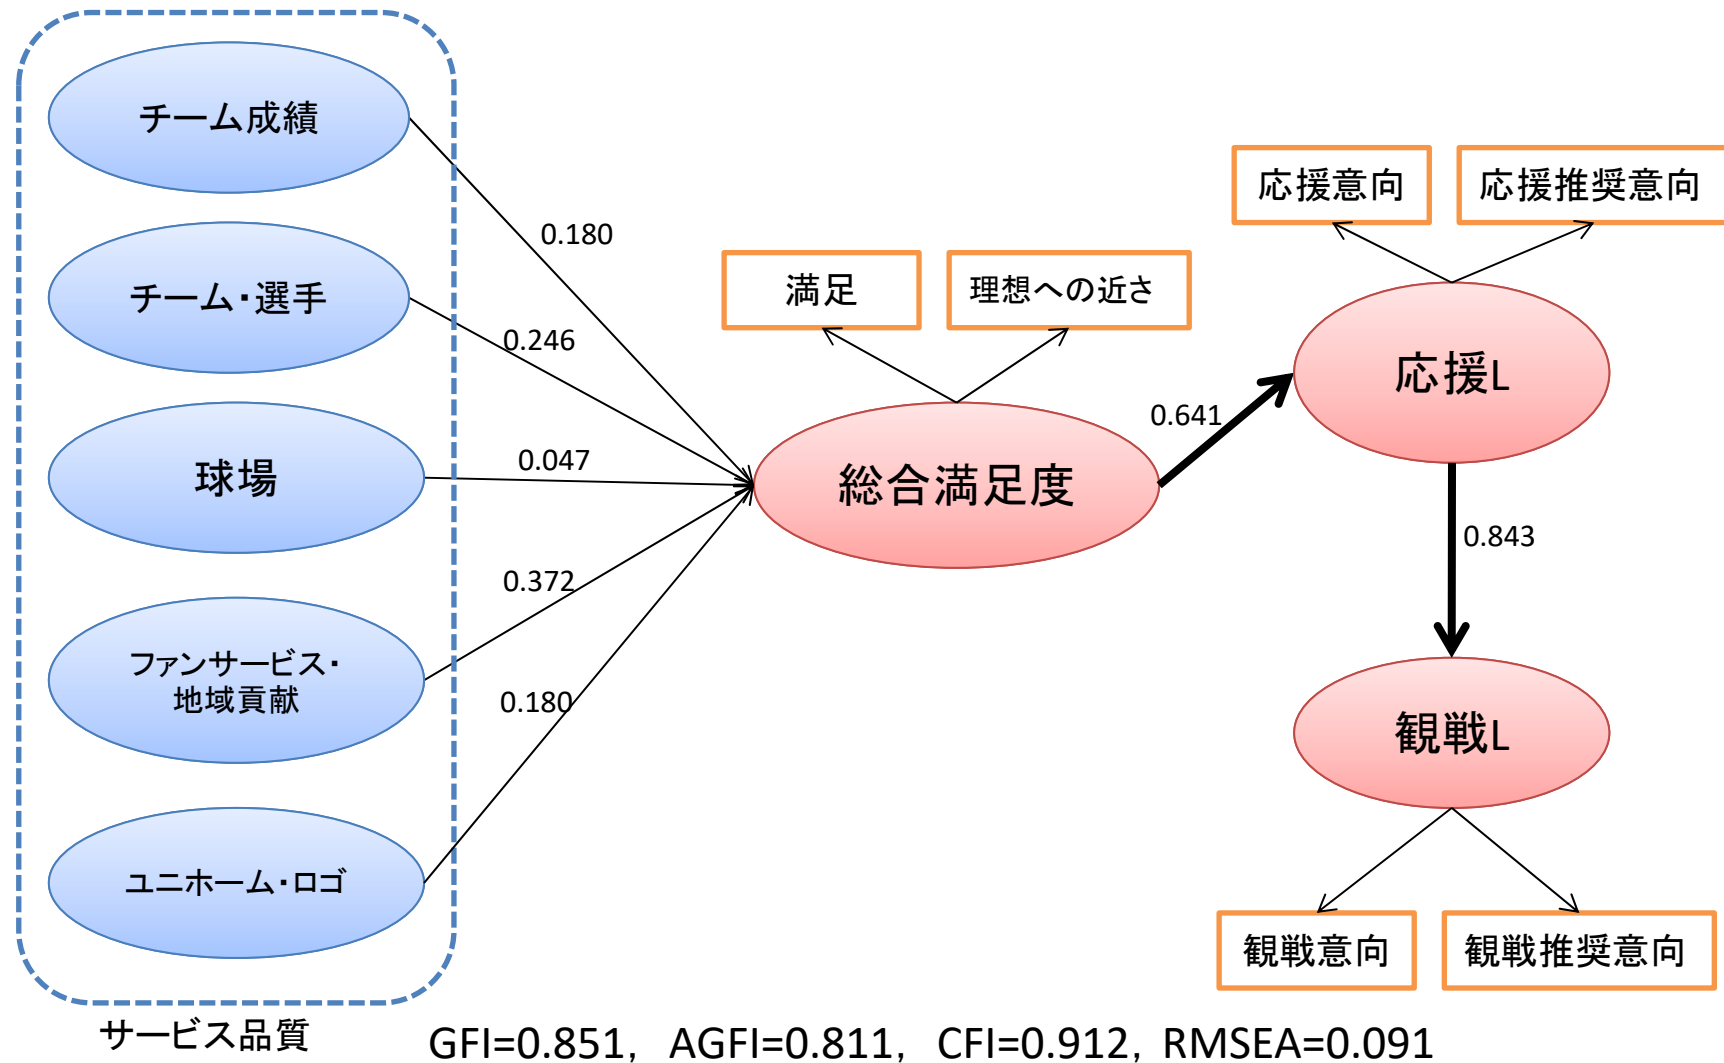 チーム成績
チーム・選手
球場
ファンサービス・
地域貢献
ユニホーム・ロゴ
サービス品質
0.180
0.246
0.047
0.372
0.180
満足
理想への近さ
総合満足度
0.641
応援意向
応援推奨意向
応援L
0.843
観戦L
観戦意向
観戦推奨意向
GFI=0.851, AGFI=0.811, CFI=0.912, RMSEA=0.091